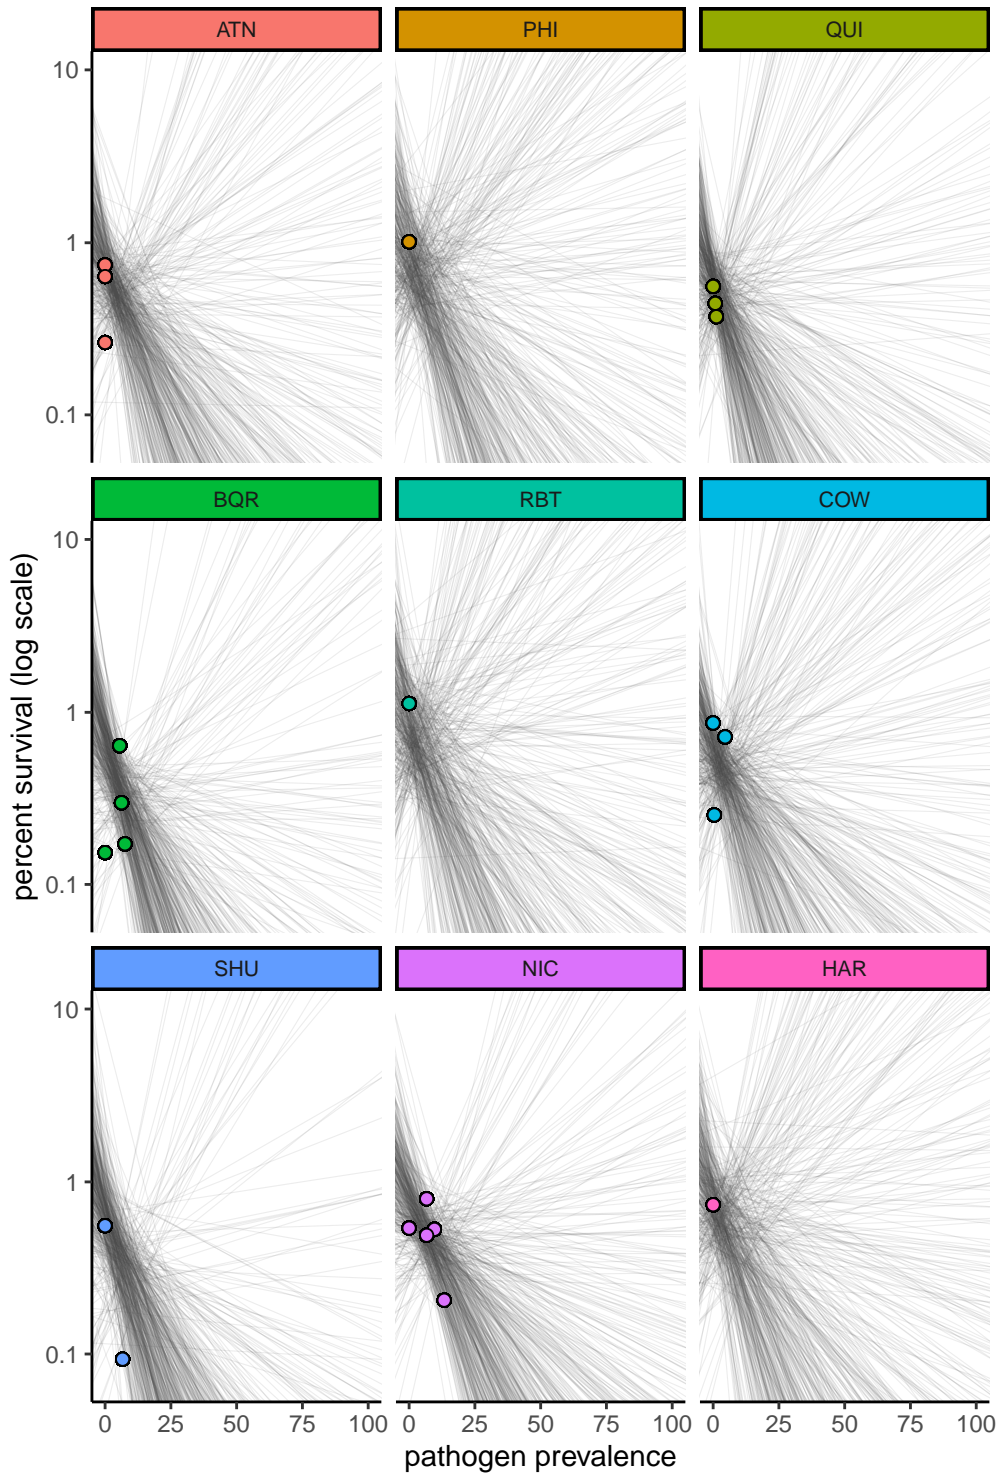 ATN PHI QUI
10
1
0.1
BQR RBT COW
10
1
0.1
percent survival (log scale)
SHU NIC HAR
10
1
0.1
0 25 50 75 100 0 25 50 75 100 0 25 50 75 100
pathogen prevalence